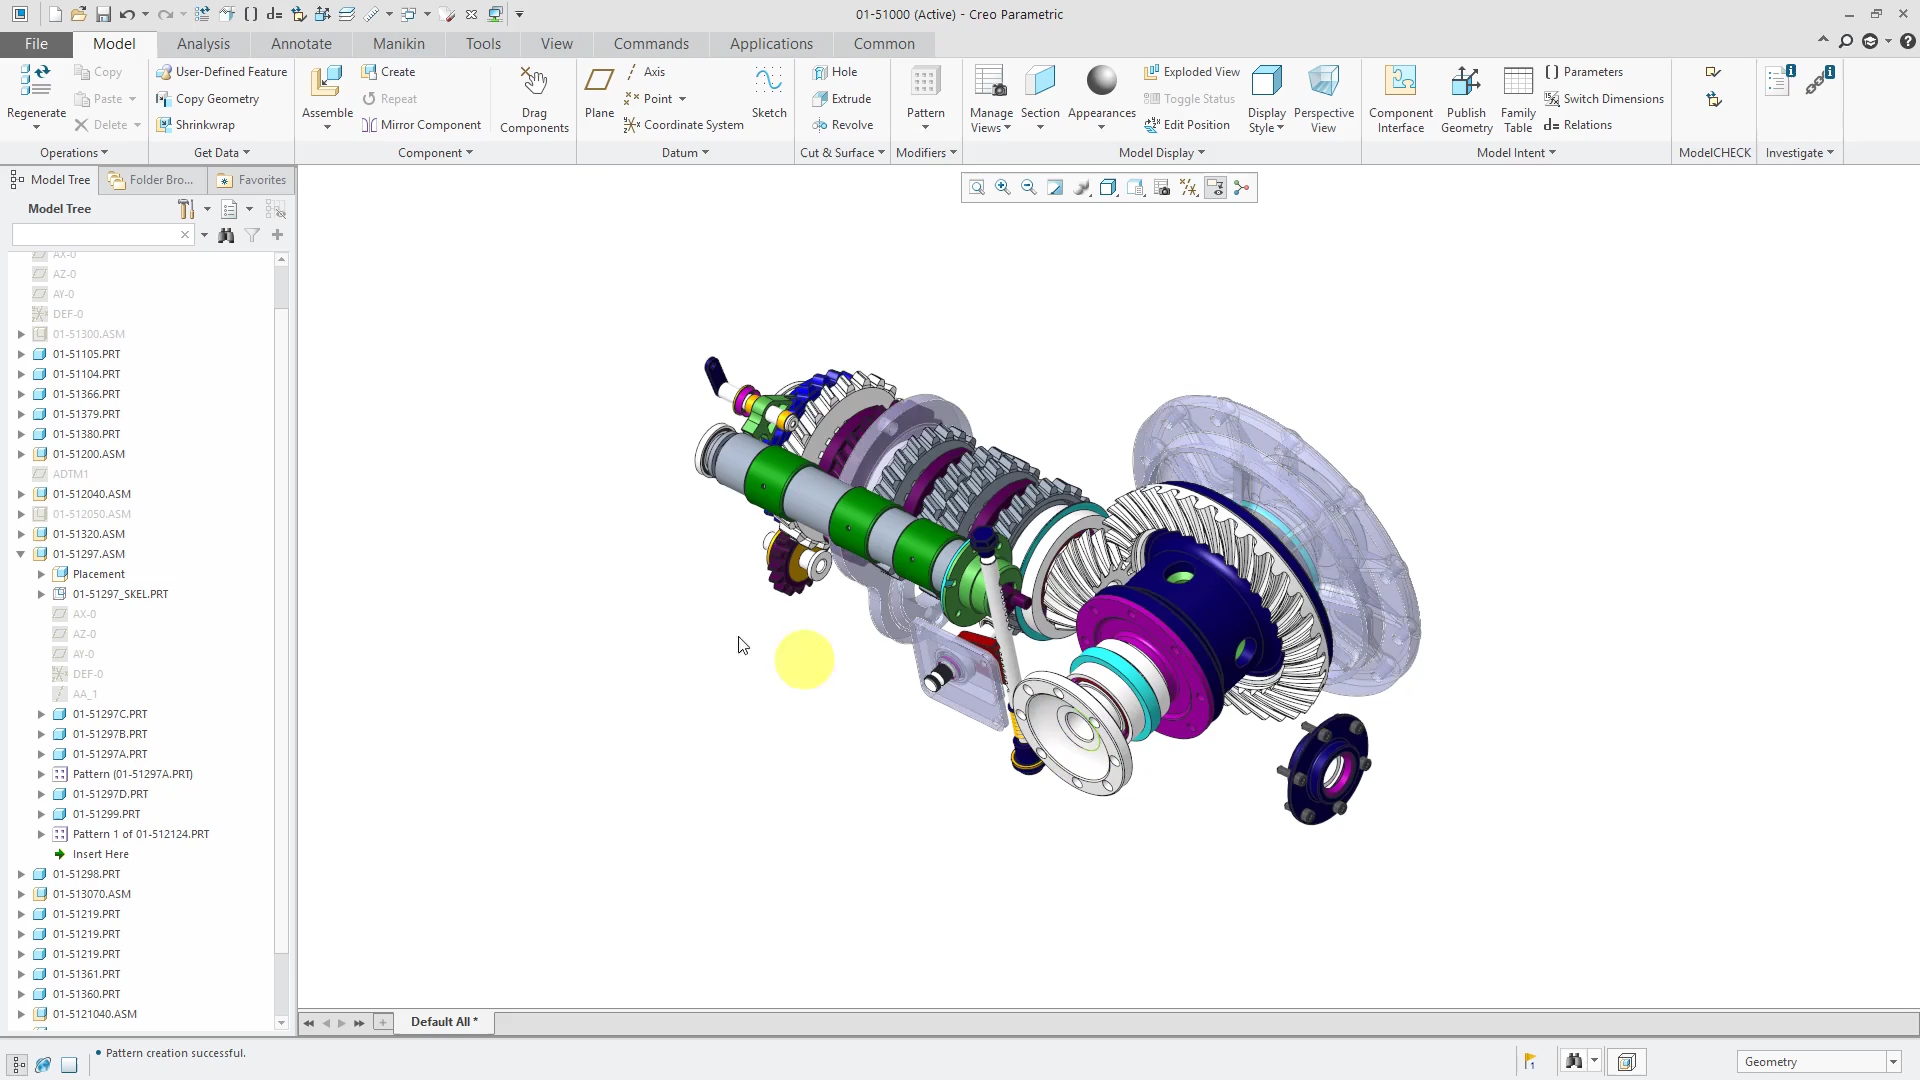 01-51000 (Active) - Creo Parametric
File Model Analysis Annotate Manikin Tools View Commands Applications Common
Regenerate
Copy
Paste
Delete
Operations
User-Defined Feature
Copy Geometry
Shrinkwrap
Get Data
Assemble
Create
Repeat
Mirror Component
Drag
Components
Component
Plane
Axis
Point
Coordinate System
Sketch
Datum
Hole
Extrude
Revolve
Cut & Surface
Pattern
Modifiers
Manage
Views
Section
Appearances
Exploded View
Toggle Status
Edit Position
Display
Style
Perspective
View
Model Display
Component
Interface
Publish
Geometry
Family
Table
Parameters
Switch Dimensions
Relations
Model Intent
ModelCHECK
Investigate
Model Tree
Folder Bro...
Favorites
Model Tree
AX-0
AZ-0
AY-0
DEF-0
01-51300.ASM
01-51105.PRT
01-51104.PRT
01-51366.PRT
01-51379.PRT
01-51380.PRT
01-51200.ASM
ADTM1
01-512040.ASM
01-512050.ASM
01-51320.ASM
01-51297.ASM
Placement
01-51297_SKEL.PRT
AX-0
AZ-0
AY-0
DEF-0
AA_1
01-51297C.PRT
01-51297B.PRT
01-51297A.PRT
Pattern (01-51297A.PRT)
01-51297D.PRT
01-51299.PRT
Pattern 1 of 01-512124.PRT
Insert Here
01-51298.PRT
01-513070.ASM
01-51219.PRT
01-51219.PRT
01-51219.PRT
01-51361.PRT
01-51360.PRT
01-5121040.ASM
Default All *
• Pattern creation successful.
Geometry